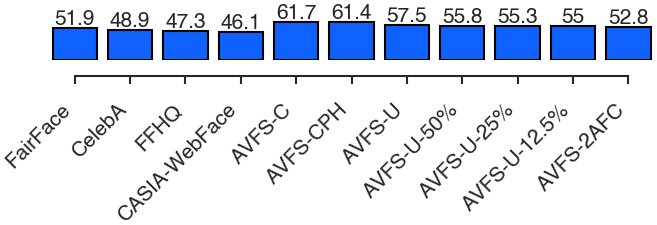 51.9 48.9 47.3 46.1 61.7 61.4 57.5 55.8 55.3 55 52.8
FairFace
CelebA
FFHQ
CASIA-WebFace
AVFS-C
AVFS-CPH
AVFS-U
AVFS-U-50%
AVFS-U-25%
AVFS-U-12.5%
AVFS-2AFC